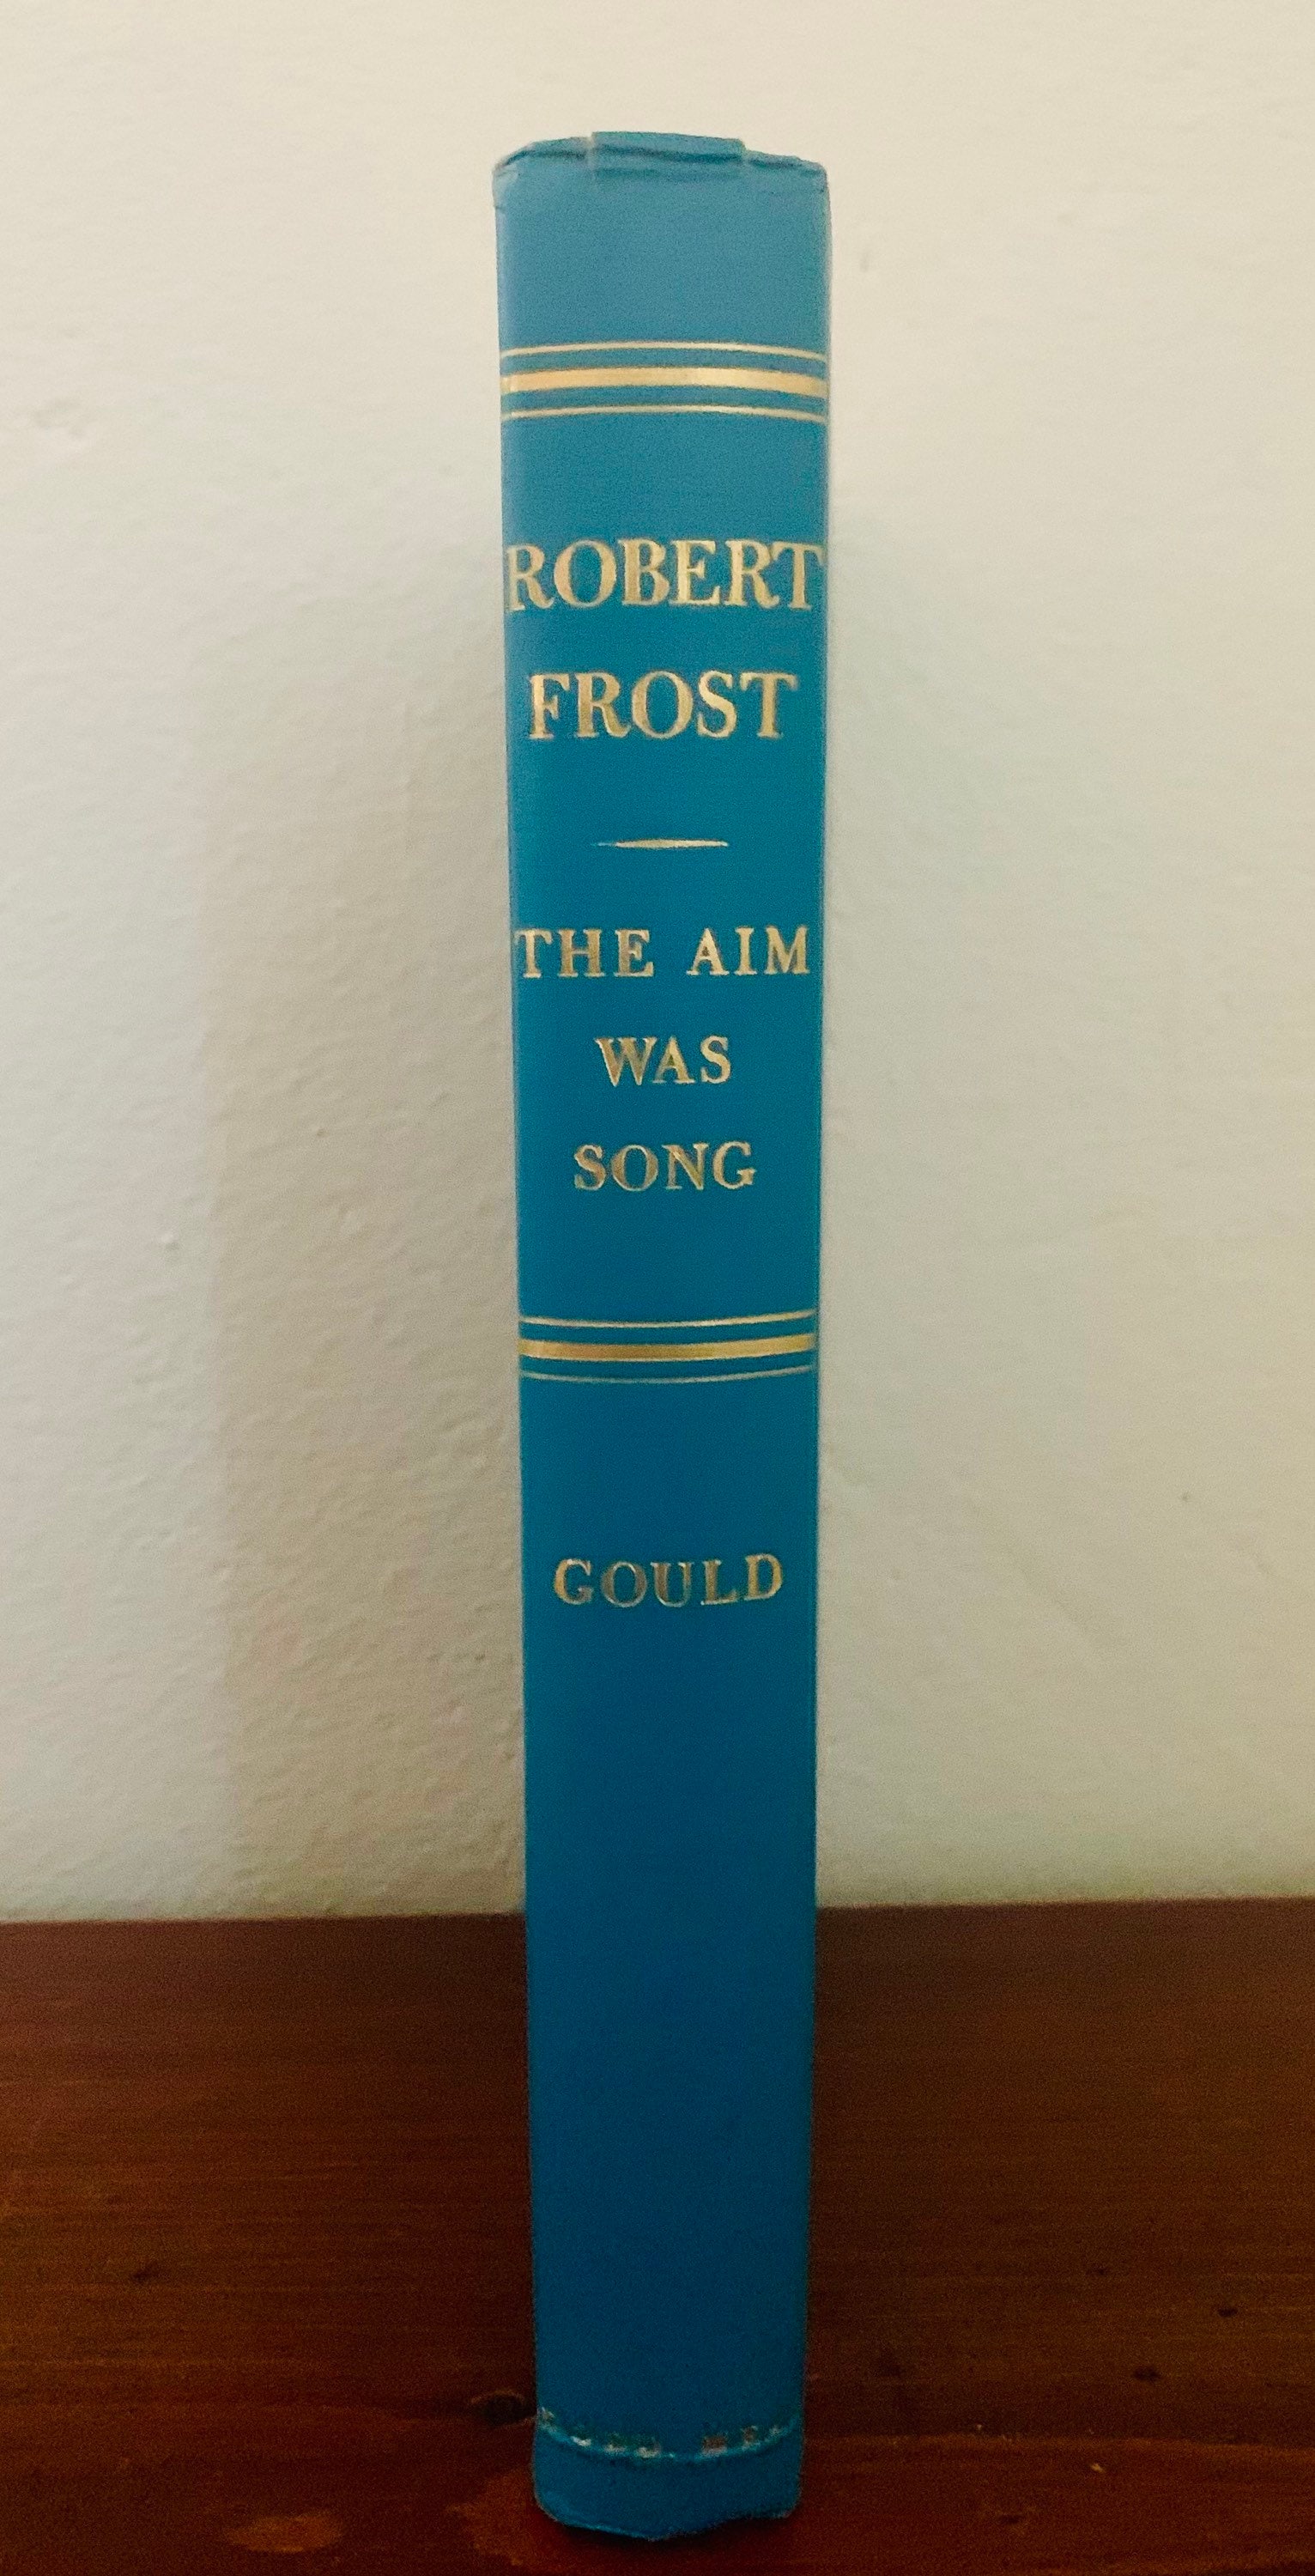 ROBERT
FROST
THE AIM
WAS
SONG
GOULD